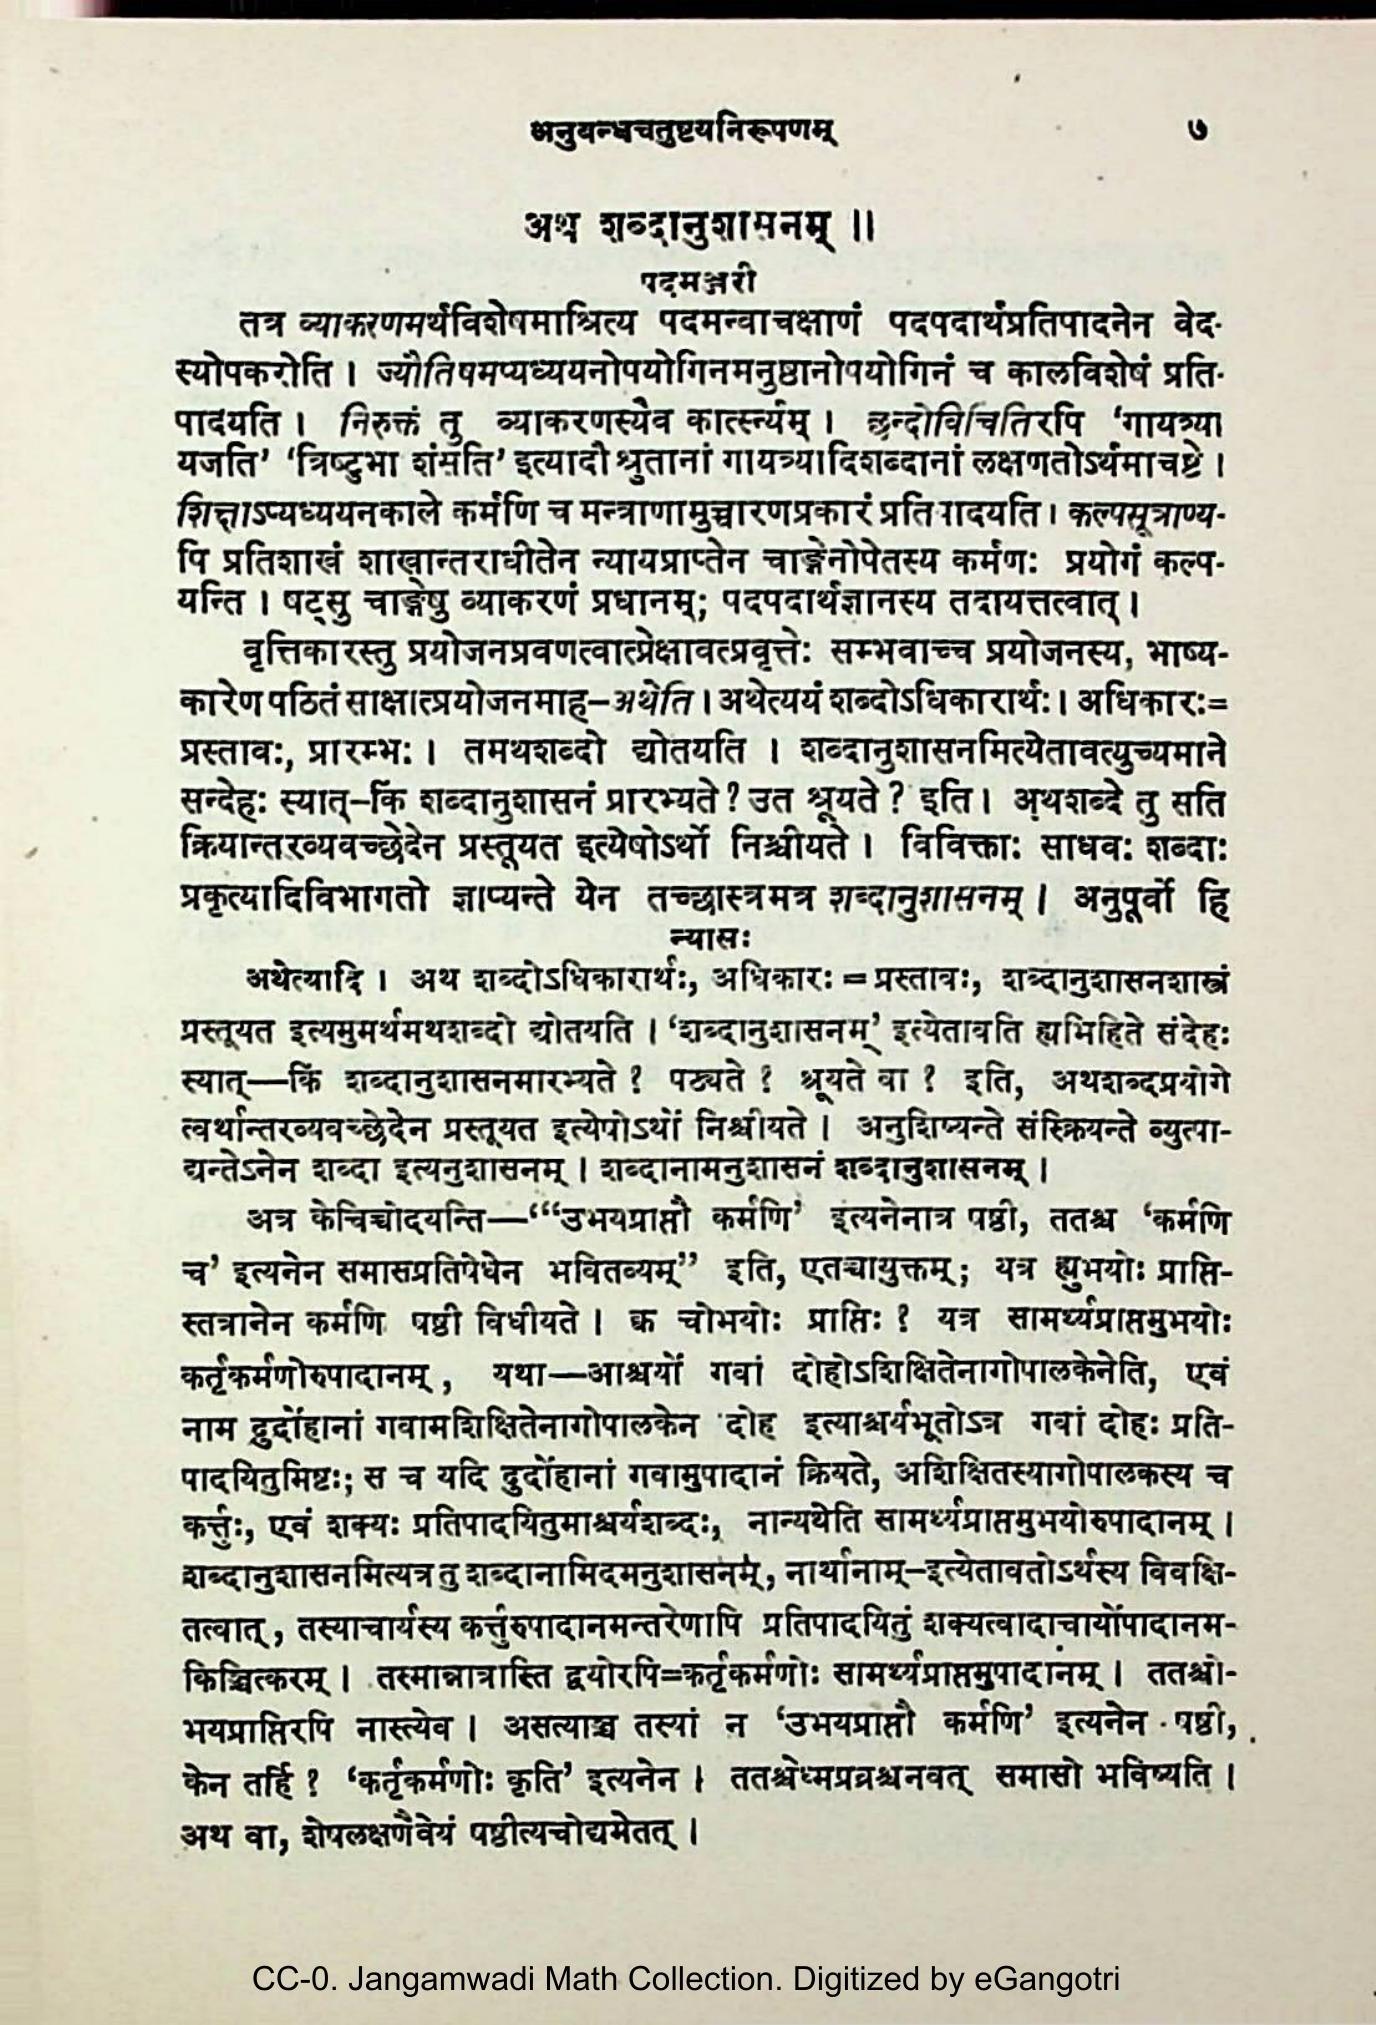 अनुबन्धचतुष्टयनिरूपणम् ७
अथ शब्दानुशासनम् ॥
पदमञ्जरी
तत्र व्याकरणमर्थविशेषमाश्रित्य पदमन्वाचक्षाणं पदपदार्थप्रतिपादनेन वेद-
स्योपकरोति । ज्यौतिषमप्यध्ययनोपयोगिनमनुष्ठानोपयोगिनं च कालविशेषं प्रति-
पादयति । निरुक्तं तु व्याकरणस्यैव कार्त्स्न्यम् । छन्दोविचितिरपि ‘गायत्र्या
यजति’ ‘त्रिष्टुभा शंसति’ इत्यादौ श्रुतानां गायत्र्यादिशब्दानां लक्षणतोऽर्थमाचष्टे ।
शिक्षाऽप्यध्ययनकाले कर्मणि च मन्त्राणामुच्चारणप्रकारं प्रतिपादयति । कल्पसूत्राण्य-
पि प्रतिशाखं शाखान्तराधीतेन न्यायप्राप्तेन चाङ्गेनोपेतस्य कर्मणः प्रयोगं कल्प-
यन्ति । षट्सु चाङ्गेषु व्याकरणं प्रधानम्; पदपदार्थज्ञानस्य तदायत्तत्वात् ।
वृत्तिकारस्तु प्रयोजनप्रवणत्वात्प्रेक्षावत्प्रवृत्तेः सम्भवाच्च प्रयोजनस्य, भाष्य-
कारेण पठितं साक्षात्प्रयोजनमाह–अथेति । अथेत्ययं शब्दोऽधिकारार्थः । अधिकारः=
प्रस्तावः, प्रारम्भः । तमथशब्दो द्योतयति । शब्दानुशासनमित्येतावत्युच्यमाने
सन्देहः स्यात्–किं शब्दानुशासनं प्रारभ्यते ? उत श्रूयते ? इति । अथशब्दे तु सति
क्रियान्तरव्यवच्छेदेन प्रस्तूयत इत्येषोऽर्थो निश्चीयते । विविक्ताः साधवः शब्दाः
प्रकृत्यादिविभागतो ज्ञाप्यन्ते येन तच्छास्त्रमत्र शब्दानुशासनम् । अनुपूर्वो हि
न्यासः
अथेत्यादि । अथ शब्दोऽधिकारार्थः, अधिकारः = प्रस्तावः, शब्दानुशासनशास्त्रं
प्रस्तूयत इत्यमुमर्थमथशब्दो द्योतयति । ‘शब्दानुशासनम्’ इत्येतावति ह्यभिहिते संदेहः
स्यात्—किं शब्दानुशासनमारभ्यते ? पठ्यते ? श्रूयते वा ? इति, अथशब्दप्रयोगे
त्वर्थान्तरव्यवच्छेदेन प्रस्तूयत इत्येषोऽर्थो निश्चीयते । अनुशिष्यन्ते संस्क्रियन्ते व्युत्पा-
द्यन्तेऽनेन शब्दा इत्यनुशासनम् । शब्दानामनुशासनं शब्दानुशासनम् ।
अत्र केचिच्चोदयन्ति—“‘उभयप्राप्तौ कर्मणि’ इत्यनेनात्र षष्ठी, ततश्च ‘कर्मणि
च’ इत्यनेन समासप्रतिषेधेन भवितव्यम्” इति, एतच्चायुक्तम्; यत्र ह्युभयोः प्राप्ति-
स्तत्रानेन कर्मणि षष्ठी विधीयते । क्व चोभयोः प्राप्तिः ? यत्र सामर्थ्यप्राप्तमुभयोः
कर्तृकर्मणोरुपादानम्, यथा—आश्चर्यो गवां दोहोऽशिक्षितेनागोपालकेनेति, एवं
नाम दुर्दोहानां गवामशिक्षितेनागोपालकेन दोह इत्याश्चर्यभूतोऽत्र गवां दोहः प्रति-
पादयितुमिष्टः; स च यदि दुर्दोहानां गवामुपादानं क्रियते, अशिक्षितस्यागोपालकस्य च
कर्त्तुः, एवं शक्यः प्रतिपादयितुमाश्चर्यशब्दः, नान्यथेति सामर्थ्यप्राप्तमुभयोरुपादानम् ।
शब्दानुशासनमित्यत्र तु शब्दानामिदमनुशासनम्, नार्थानाम्–इत्येतावतोऽर्थस्य विवक्षि-
तत्वात्, तस्याचार्यस्य कर्त्तुरुपादानमन्तरेणापि प्रतिपादयितुं शक्यत्वादाचार्योपादानम-
किञ्चित्करम् । तस्मान्नात्रास्ति द्वयोरपि=कर्तृकर्मणोः सामर्थ्यप्राप्तमुपादानम् । ततश्चो-
भयप्राप्तिरपि नास्त्येव । असत्याञ्च तस्यां न ‘उभयप्राप्तौ कर्मणि’ इत्यनेन षष्ठी,
केन तर्हि ? ‘कर्तृकर्मणोः कृति’ इत्यनेन । ततश्चेध्मप्रव्रश्चनवत् समासो भविष्यति ।
अथ वा, शेषलक्षणैवेयं षष्ठीत्यचोद्यमेतत् ।
CC-0. Jangamwadi Math Collection. Digitized by eGangotri